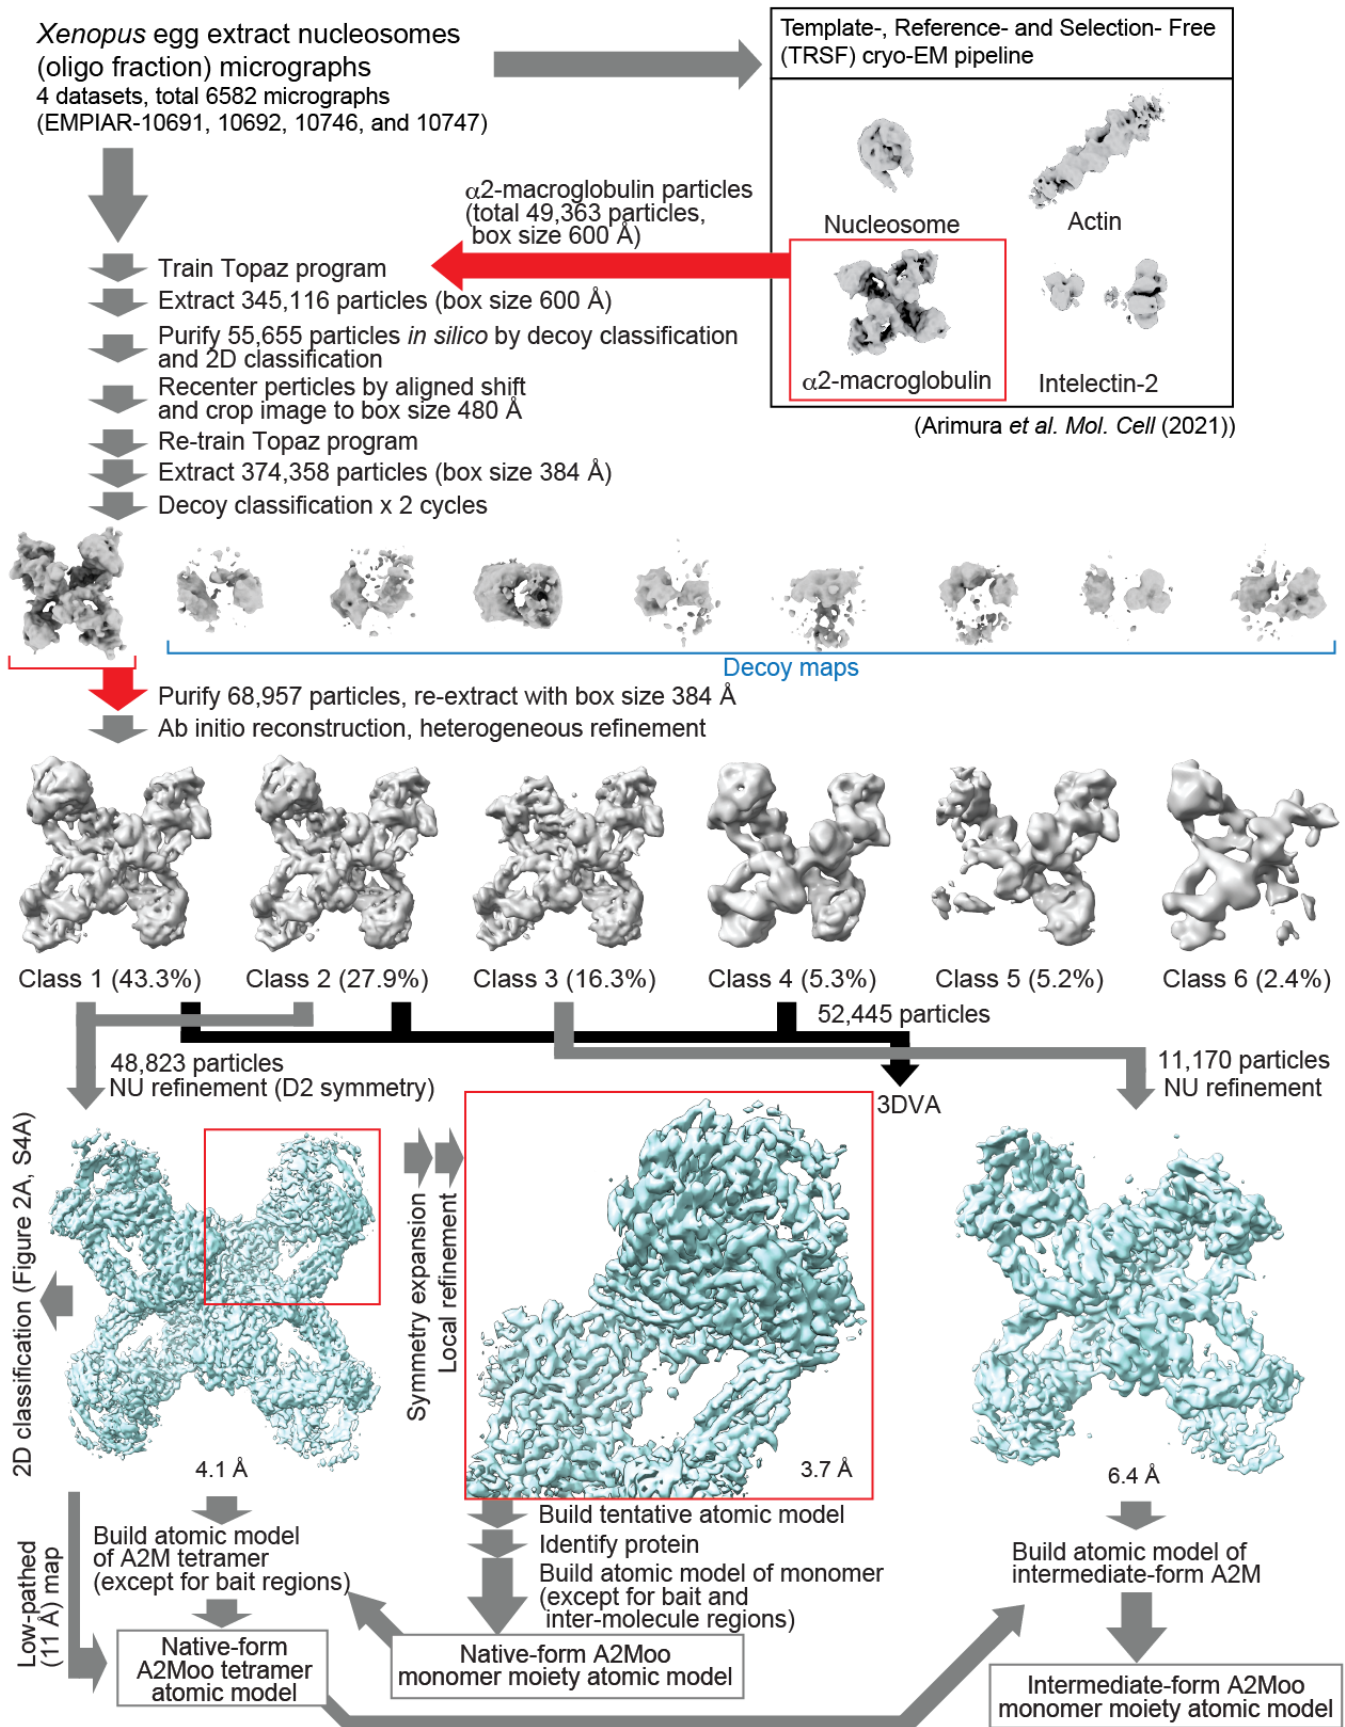 Xenopus egg extract nucleosomes
(oligo fraction) micrographs
4 datasets, total 6582 micrographs
(EMPIAR-10691, 10692, 10746, and 10747)
Template-, Reference- and Selection- Free
(TRSF) cryo-EM pipeline
Nucleosome
Actin
α2-macroglobulin
Intelectin-2
(Arimura et al. Mol. Cell (2021))
α2-macroglobulin particles
(total 49,363 particles,
box size 600 Å)
Train Topaz program
Extract 345,116 particles (box size 600 Å)
Purify 55,655 particles in silico by decoy classification
and 2D classification
Recenter perticles by aligned shift
and crop image to box size 480 Å
Re-train Topaz program
Extract 374,358 particles (box size 384 Å)
Decoy classification x 2 cycles
Decoy maps
Purify 68,957 particles, re-extract with box size 384 Å
Ab initio reconstruction, heterogeneous refinement
Class 1 (43.3%)
Class 2 (27.9%)
Class 3 (16.3%)
Class 4 (5.3%)
Class 5 (5.2%)
Class 6 (2.4%)
52,445 particles
48,823 particles
NU refinement (D2 symmetry)
3DVA
11,170 particles
NU refinement
2D classification (Figure 2A, S4A)
Symmetry expansion
Local refinement
4.1 Å
3.7 Å
6.4 Å
Low-pathed
(11 Å) map
Build atomic model
of A2M tetramer
(except for bait regions)
Native-form
A2Moo tetramer
atomic model
Build tentative atomic model
Identify protein
Build atomic model of monomer
(except for bait and
inter-molecule regions)
Native-form A2Moo
monomer moiety atomic model
Build atomic model of
intermediate-form A2M
Intermediate-form A2Moo
monomer moiety atomic model